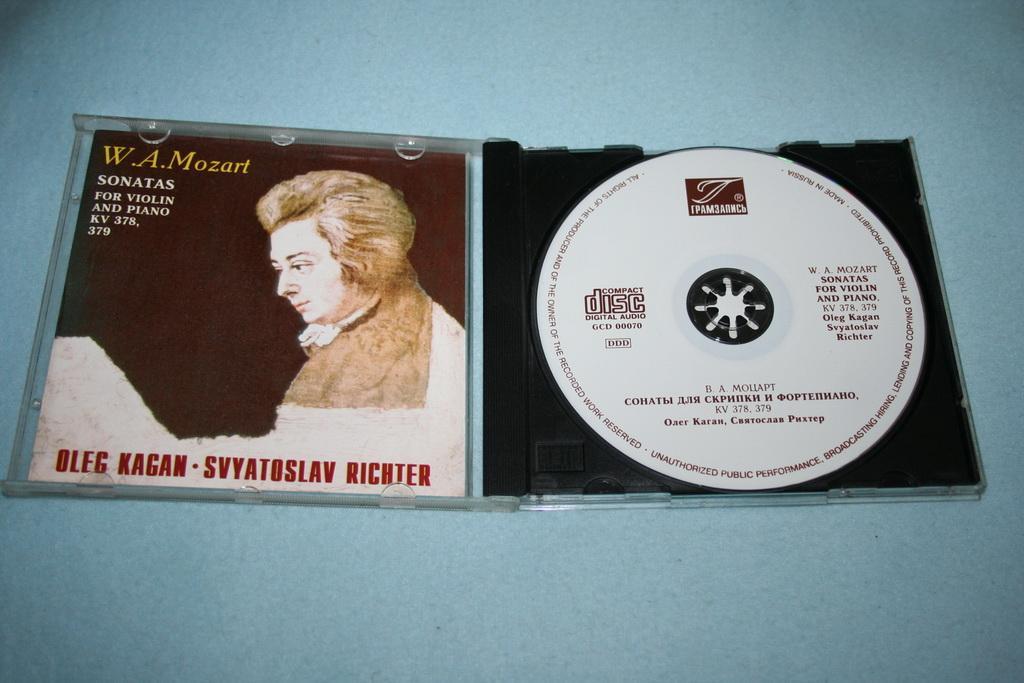 W.A.Mozart
SONATAS
FOR VIOLIN
AND PIANO
KV 378,
379
OLEG KAGAN · SVYATOSLAV RICHTER
ГРАМЗАПИСЬ ®
· ALL RIGHTS OF THE PRODUCER AND OF THE OWNER OF THE RECORDED WORK RESERVED · UNAUTHORIZED PUBLIC PERFORMANCE, BROADCASTING HIRING, LENDING AND COPYING OF THIS RECORD PROHIBITED · MADE IN RUSSIA ·
COMPACT
disc
DIGITAL AUDIO
GCD 00070
DDD
W. A. MOZART
SONATAS
FOR VIOLIN
AND PIANO,
KV 378, 379
Oleg Kagan
Svyatoslav
Richter
В. А. МОЦАРТ
СОНАТЫ ДЛЯ СКРИПКИ И ФОРТЕПИАНО,
KV 378, 379
Олег Каган, Святослав Рихтер